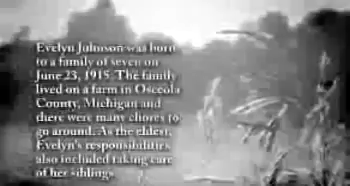 Evelyn Johnson was born
to a family of seven on
June 23, 1915. The family
lived on a farm in Osceola
County, Michigan and
there were many chores to
go around. As the eldest,
Evelyn's responsibilities
also included taking care
of her siblings